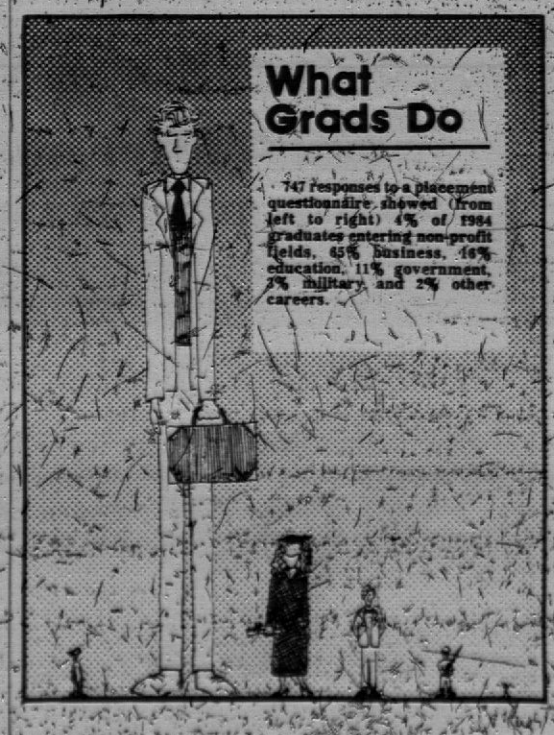 What
Grads Do
747 responses to a placement
questionnaire showed (from
left to right) 4% of 1984
graduates entering non-profit
fields, 65% business, 16%
education, 11% government,
2% military and 2% other
careers.